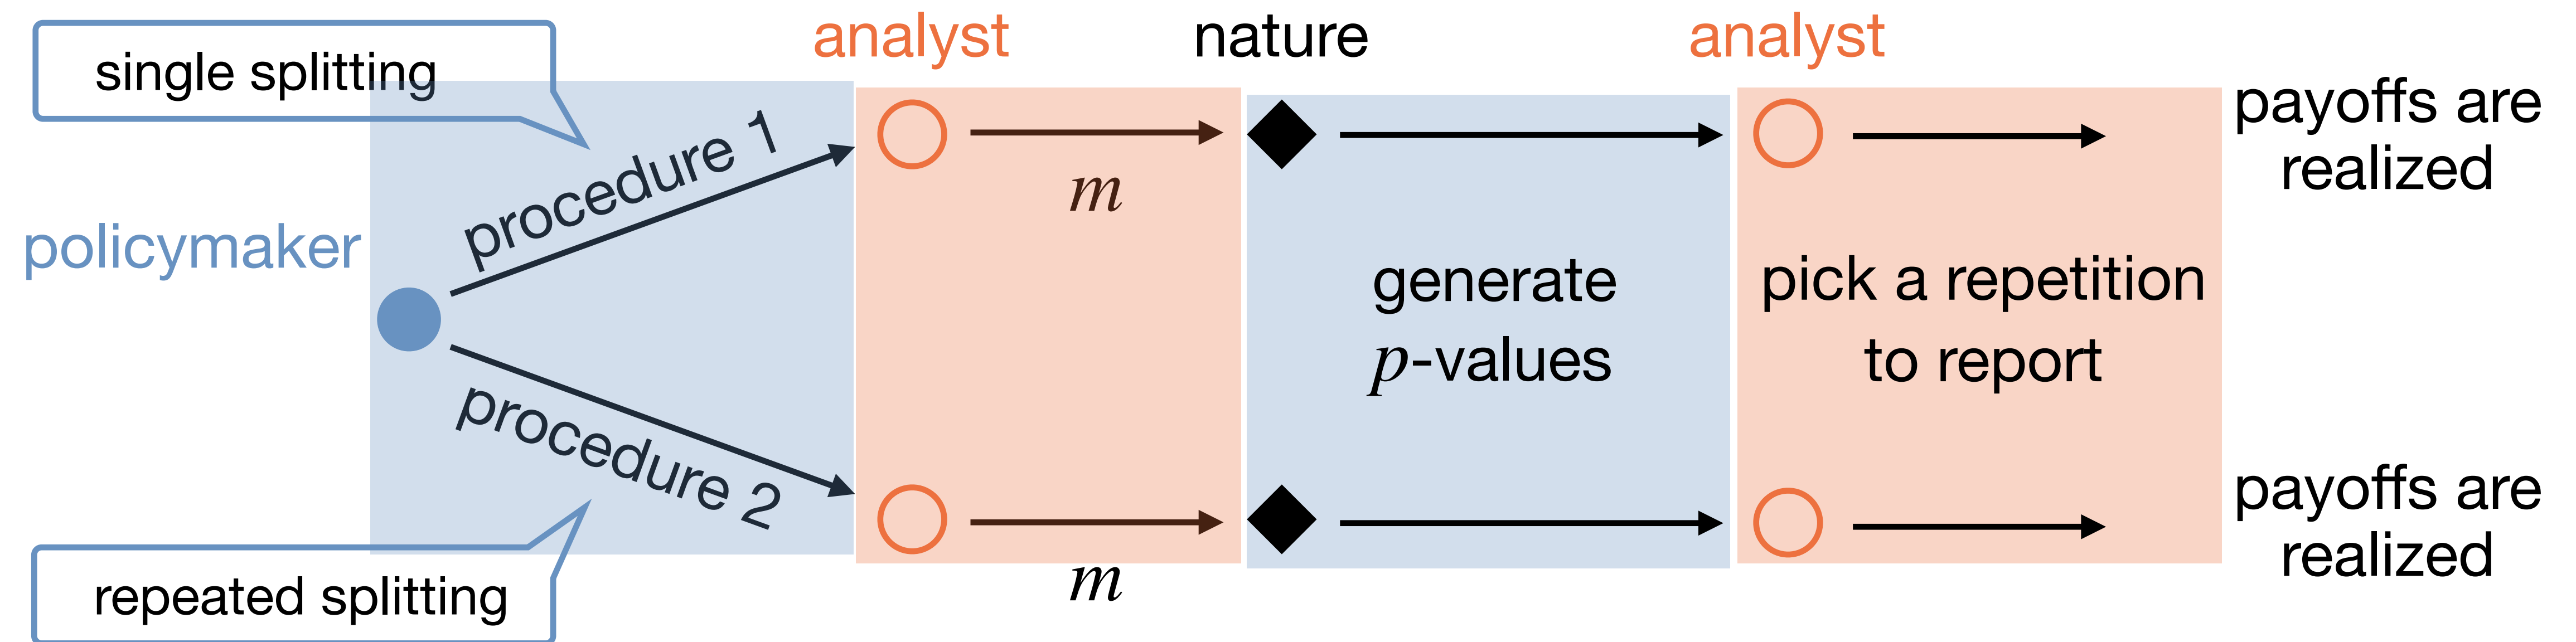 analyst
nature
analyst
single splitting
procedure 1
m
payoffs are
realized
policymaker
generate
p-values
pick a repetition
to report
procedure 2
repeated splitting
m
payoffs are
realized